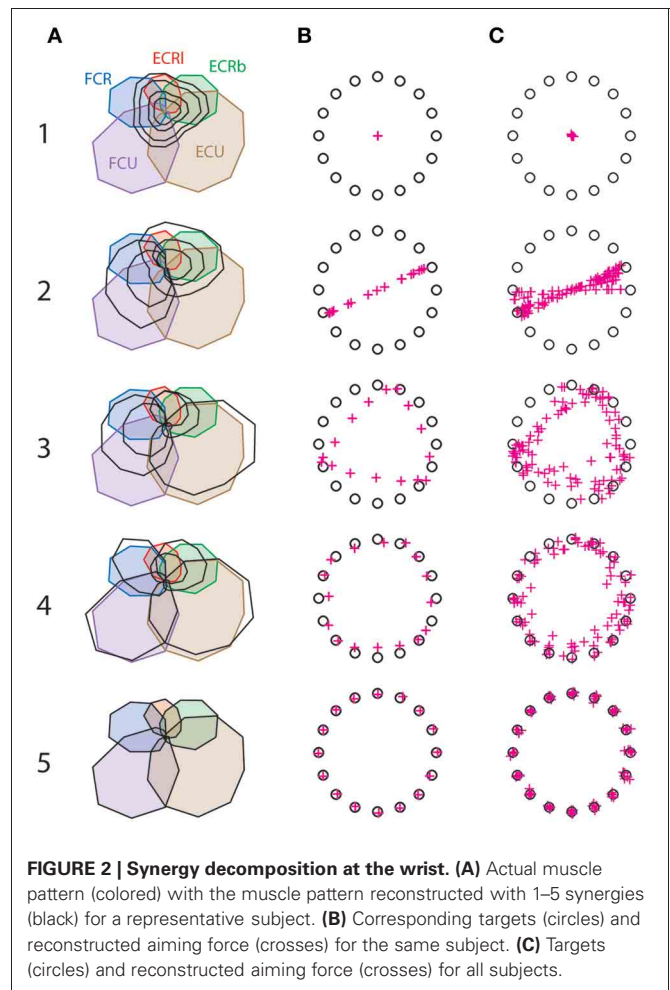 A B C
FCR ECRl ECRb
FCU ECU
1
2
3
4
5
FIGURE 2 | Synergy decomposition at the wrist. (A) Actual muscle
pattern (colored) with the muscle pattern reconstructed with 1–5 synergies
(black) for a representative subject. (B) Corresponding targets (circles) and
reconstructed aiming force (crosses) for the same subject. (C) Targets
(circles) and reconstructed aiming force (crosses) for all subjects.